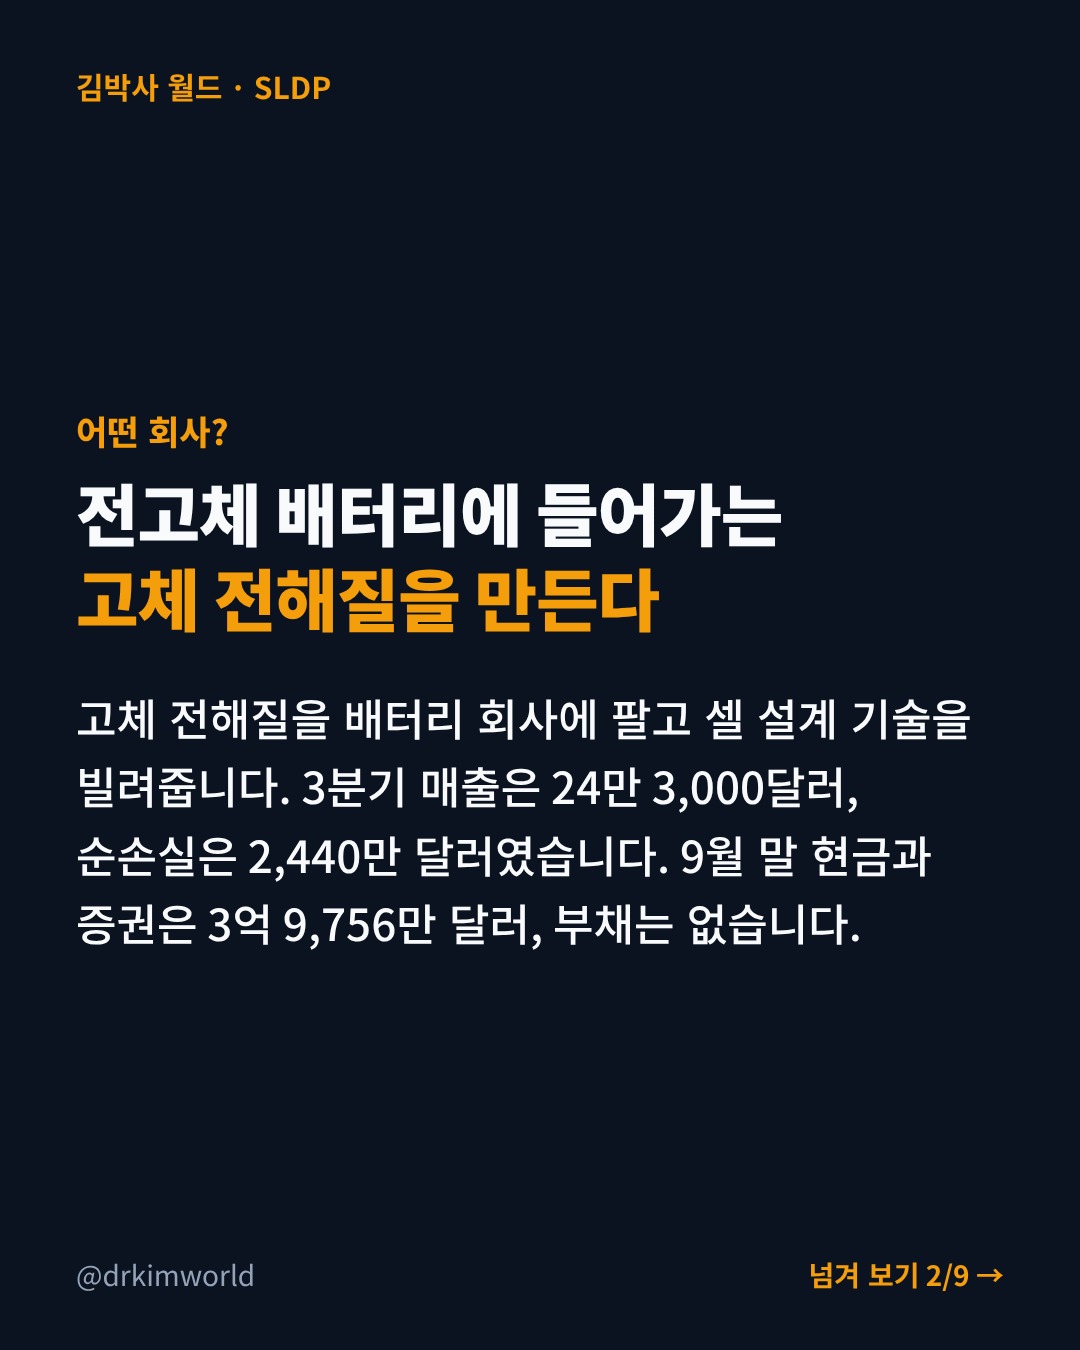 김박사 월드 · SLDP
어떤 회사?
전고체 배터리에 들어가는
고체 전해질을 만든다
고체 전해질을 배터리 회사에 팔고 셀 설계 기술을
빌려줍니다. 3분기 매출은 24만 3,000달러,
순손실은 2,440만 달러였습니다. 9월 말 현금과
증권은 3억 9,756만 달러, 부채는 없습니다.
@drkimworld
넘겨 보기 2/9 →